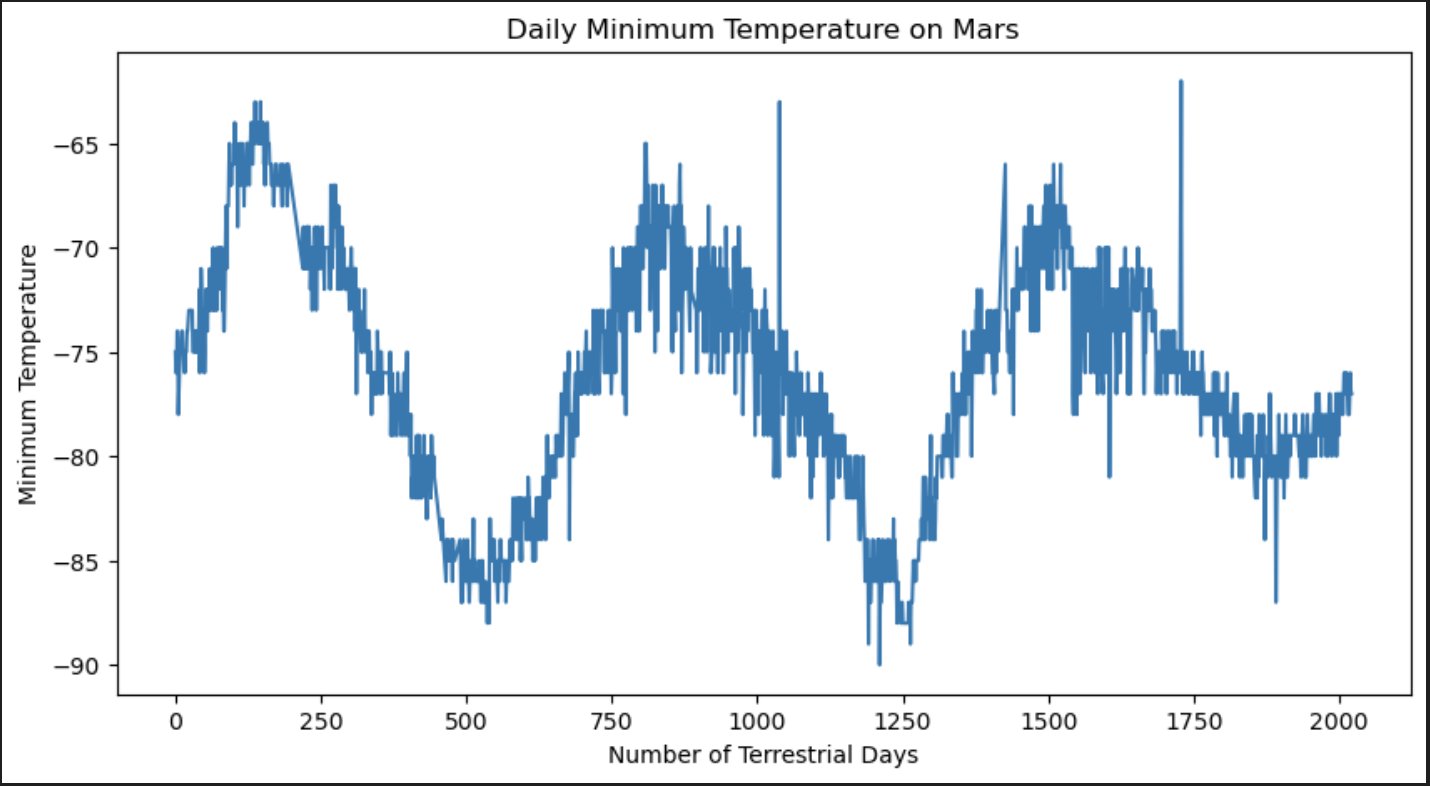 Daily Minimum Temperature on Mars
Minimum Temperature
−65
−70
−75
−80
−85
−90
0 250 500 750 1000 1250 1500 1750 2000
Number of Terrestrial Days